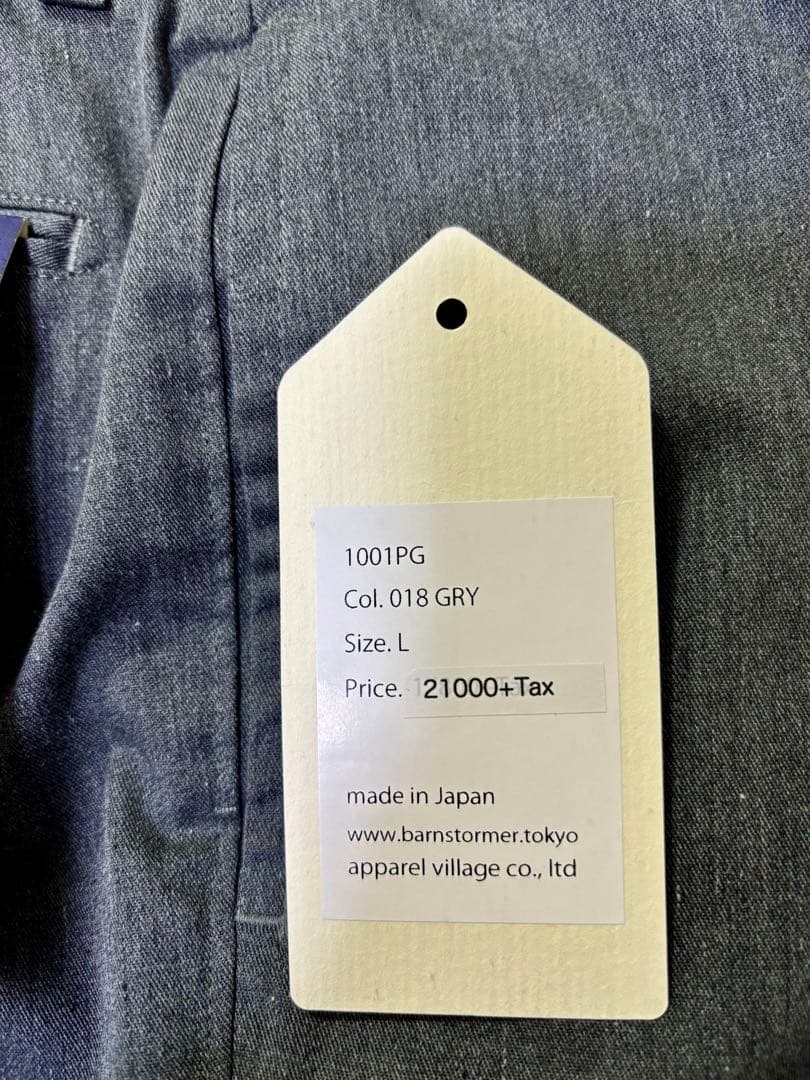 1001PG
Col. 018 GRY
Size. L
Price. 21000+Tax
made in Japan
www.barnstormer.tokyo
apparel village co., ltd